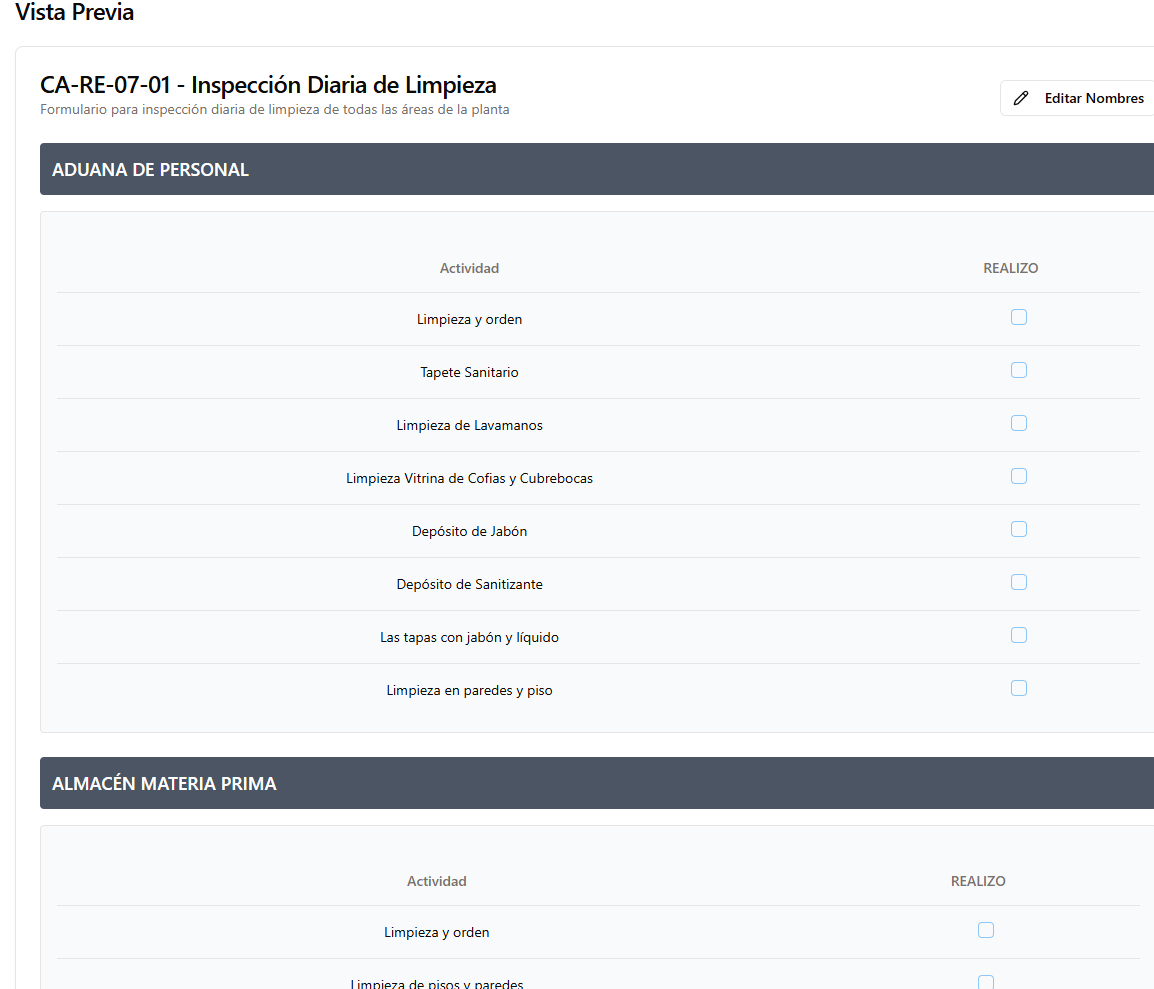 Vista Previa
CA-RE-07-01 - Inspección Diaria de Limpieza
Formulario para inspección diaria de limpieza de todas las áreas de la planta
Editar Nombres
ADUANA DE PERSONAL
Actividad REALIZO
Limpieza y orden
Tapete Sanitario
Limpieza de Lavamanos
Limpieza Vitrina de Cofias y Cubrebocas
Depósito de Jabón
Depósito de Sanitizante
Las tapas con jabón y líquido
Limpieza en paredes y piso
ALMACÉN MATERIA PRIMA
Actividad REALIZO
Limpieza y orden
Limpieza de pisos y paredes